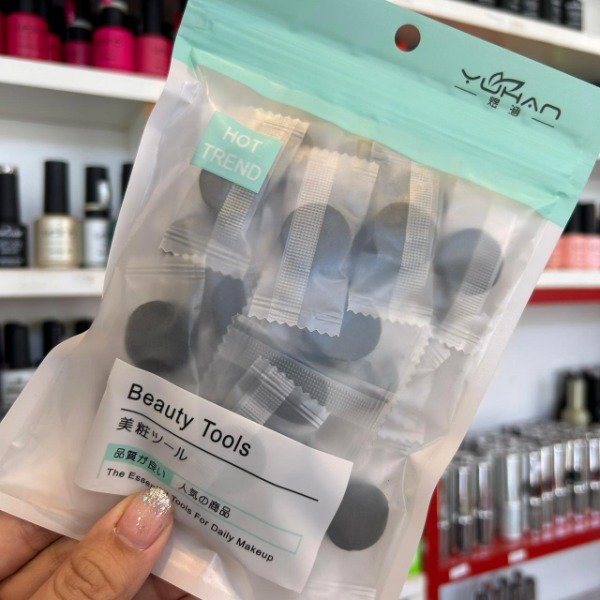 YUHAN
HOT
TREND
Beauty Tools
美粧ツール
品質が良い 人気の商品
The Essential Tools For Daily Makeup